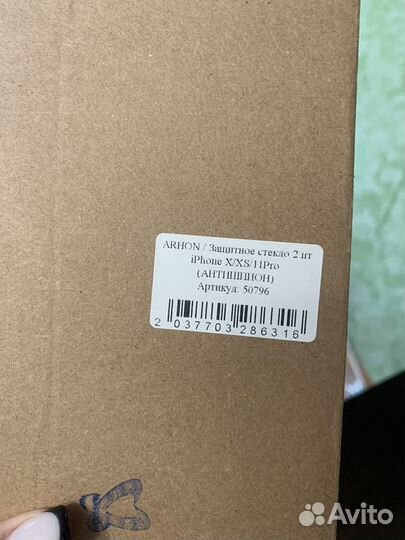 ARHON / Защитное стекло 2 шт
iPhone X/XS/11Pro
(АНТИШПИОН)
Артикул: 50796
2 037703 286316
Avito